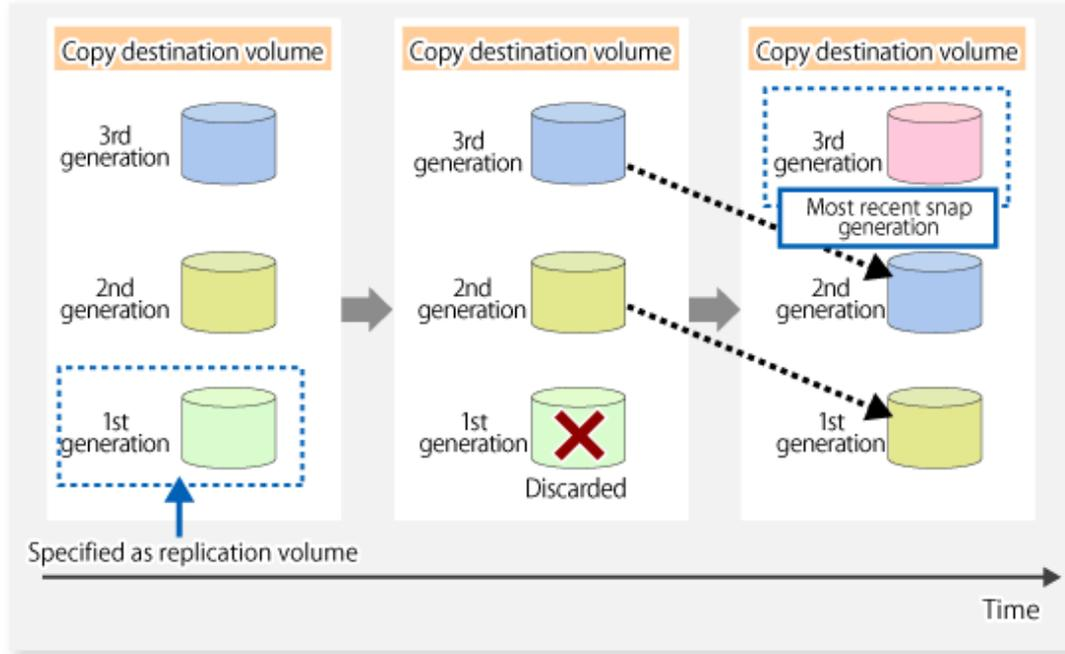 Copy destination volume
3rd
generation
2nd
generation
1st
generation
Specified as replication volume
Copy destination volume
3rd
generation
2nd
generation
1st
generation
Discarded
Copy destination volume
3rd
generation
Most recent snap
generation
2nd
generation
1st
generation
Time